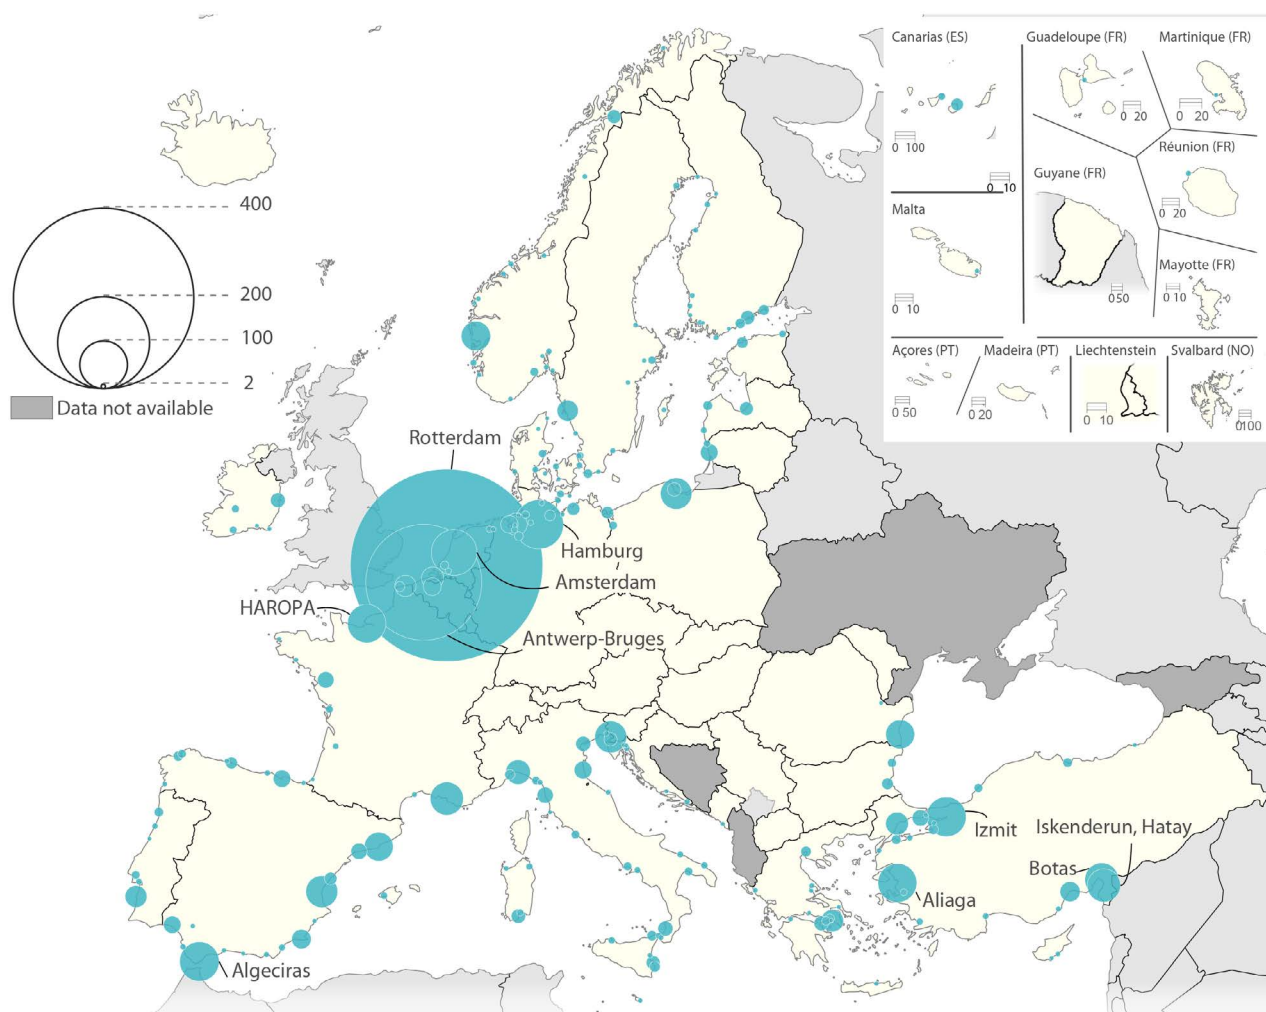 Canarias (ES)
0 100
0 10
Guadeloupe (FR)
0 20
Martinique (FR)
0 20
Guyane (FR)
0 50
Réunion (FR)
0 20
Malta
0 10
Mayotte (FR)
0 10
Açores (PT)
0 50
Madeira (PT)
0 20
Liechtenstein
0 10
Svalbard (NO)
0 100
400
200
100
2
Data not available
Rotterdam
Hamburg
Amsterdam
HAROPA
Antwerp-Bruges
Izmit
Iskenderun, Hatay
Botas
Aliaga
Algeciras